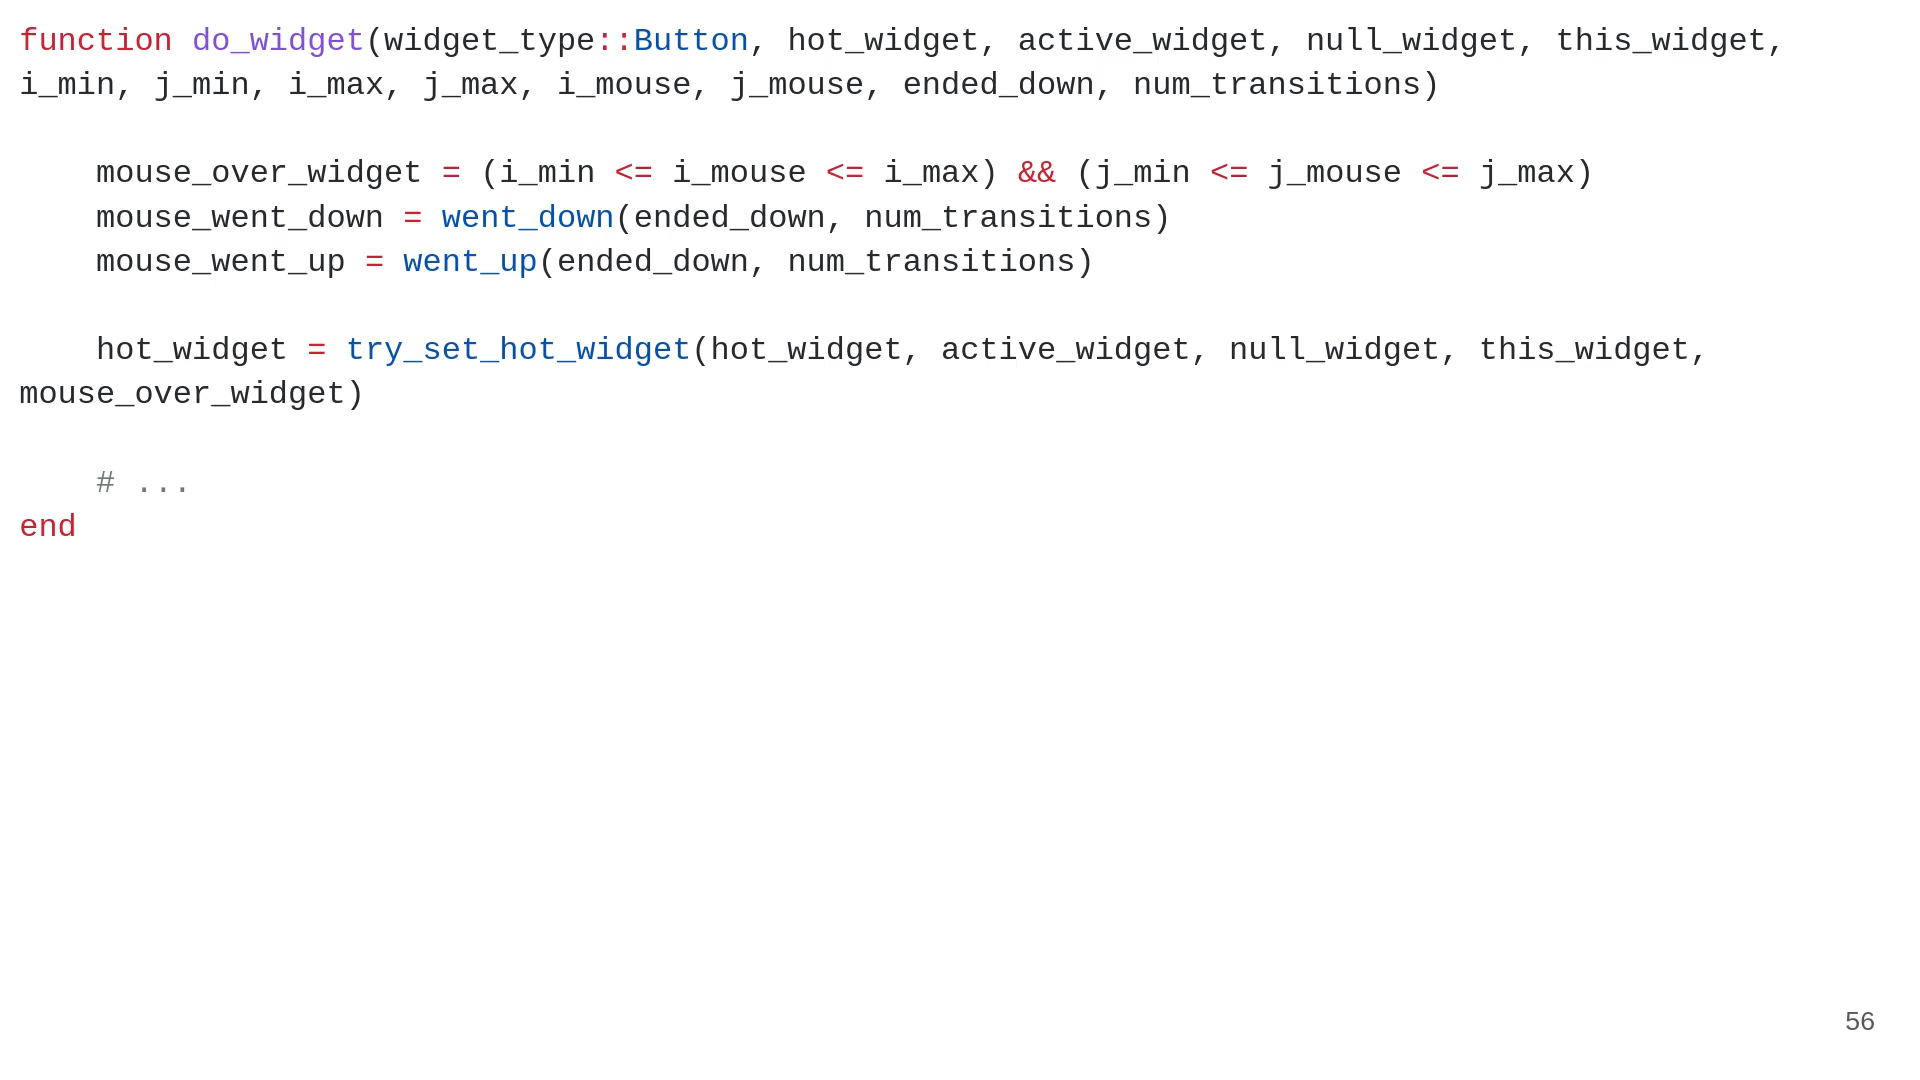 function do_widget(widget_type::Button, hot_widget, active_widget, null_widget, this_widget,
i_min, j_min, i_max, j_max, i_mouse, j_mouse, ended_down, num_transitions)
    mouse_over_widget = (i_min <= i_mouse <= i_max) && (j_min <= j_mouse <= j_max)
    mouse_went_down = went_down(ended_down, num_transitions)
    mouse_went_up = went_up(ended_down, num_transitions)
    hot_widget = try_set_hot_widget(hot_widget, active_widget, null_widget, this_widget,
mouse_over_widget)
    # ...
end
56